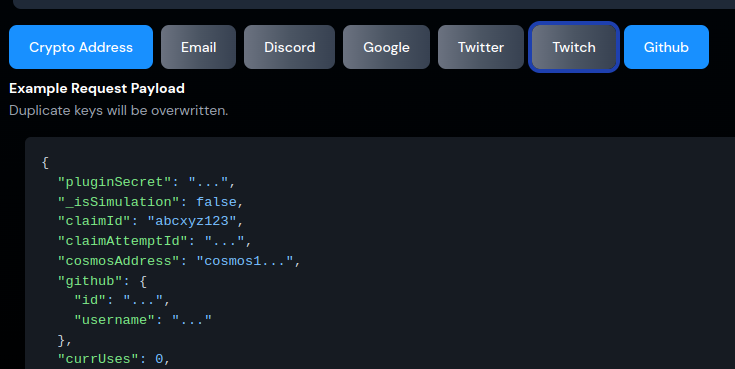 Crypto Address Email Discord Google Twitter Twitch Github
Example Request Payload
Duplicate keys will be overwritten.
{
"pluginSecret": "...",
"_isSimulation": false,
"claimId": "abcxyz123",
"claimAttemptId": "...",
"cosmosAddress": "cosmos1...",
"github": {
"id": "...",
"username": "..."
},
"currUses": 0,